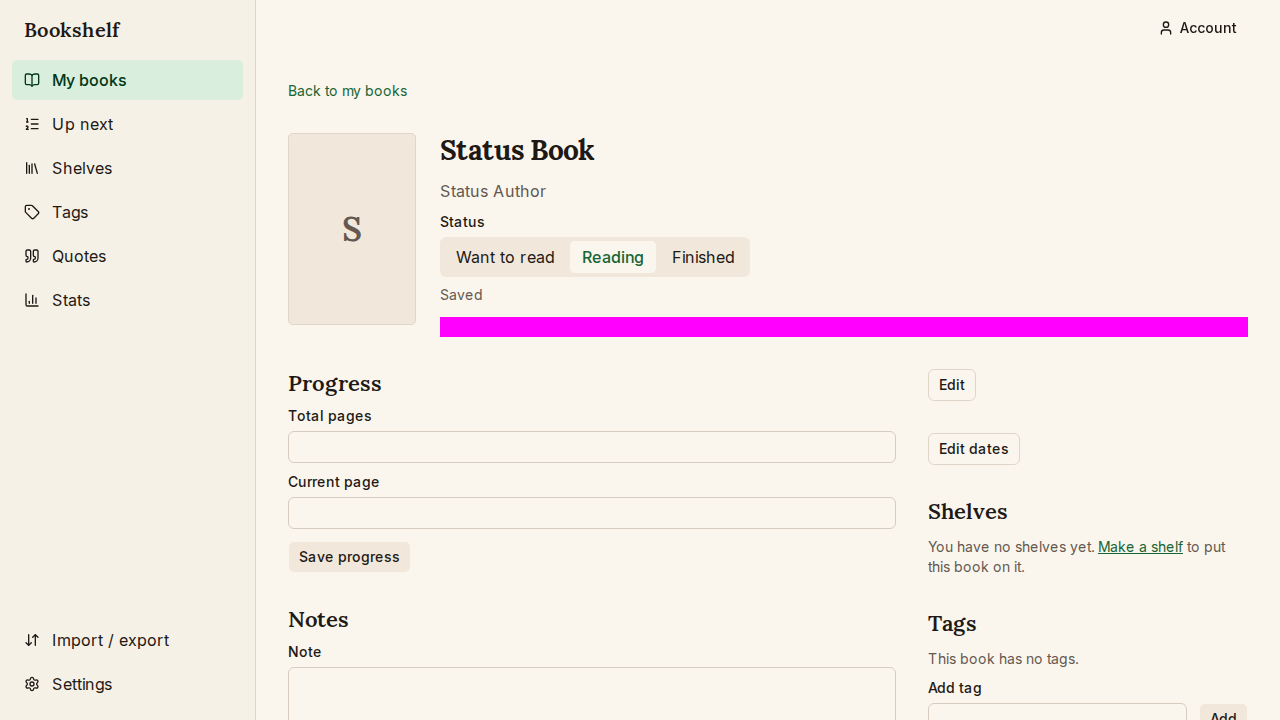 Bookshelf
My books
Up next
Shelves
Tags
Quotes
Stats
Import / export
Settings
Account
Back to my books
S
Status Book
Status Author
Status
Want to read Reading Finished
Saved
Progress
Total pages
Current page
Save progress
Notes
Note
Edit
Edit dates
Shelves
You have no shelves yet. Make a shelf to put
this book on it.
Tags
This book has no tags.
Add tag
Add